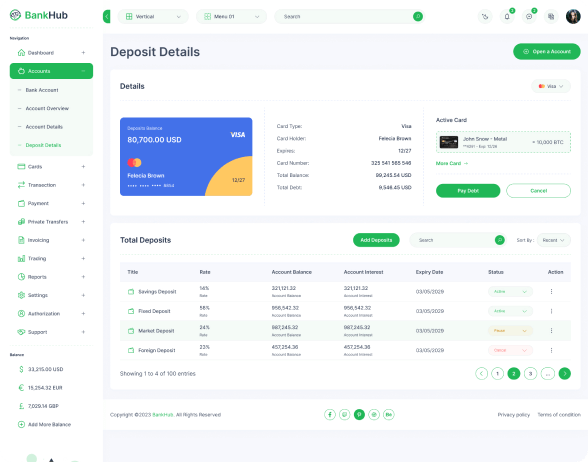 BankHub
Vertical
Menu 01
Search
Navigation
Dashboard
Accounts
Bank Account
Account Overview
Account Details
Deposit Details
Cards
Transaction
Payment
Private Transfers
Invoicing
Trading
Reports
Settings
Authorization
Support
Balance
33,215.00 USD
15,254.32 EUR
7,029.14 GBP
Add More Balance
Deposit Details
Open a Account
Details
Visa
Deposits Balance
80,700.00 USD
VISA
Felecia Brown
12/27
Card Type: Visa
Card Holder: Felecia Brown
Expires: 12/27
Card Number: 325 541 565 546
Total Balance: 99,245.54 USD
Total Debt: 9,546.45 USD
Active Card
John Snow - Metal
≈ 10,000 BTC
More Card →
Pay Debt
Cancel
Total Deposits
Add Deposits
Search
Sort By :
Recent
Title Rate Account Balance Account Interest Expiry Date Status Action
Savings Deposit 14% 321,121.32 321,121.32 03/05/2029 Active
Rate Account Balance Account Interest
Fixed Deposit 56% 956,542.32 956,542.32 03/05/2029 Active
Rate Account Balance Account Interest
Market Deposit 24% 987,245.32 987,245.32 03/05/2029
Rate Account Balance Account Interest
Foreign Deposit 23% 457,254.36 457,254.36 03/05/2029
Rate Account Balance Account Interest
Showing 1 to 4 of 100 entries
1 2 3 ...
Copyright ©2023 BankHub. All Rights Reserved
Privacy policy
Terms of condition